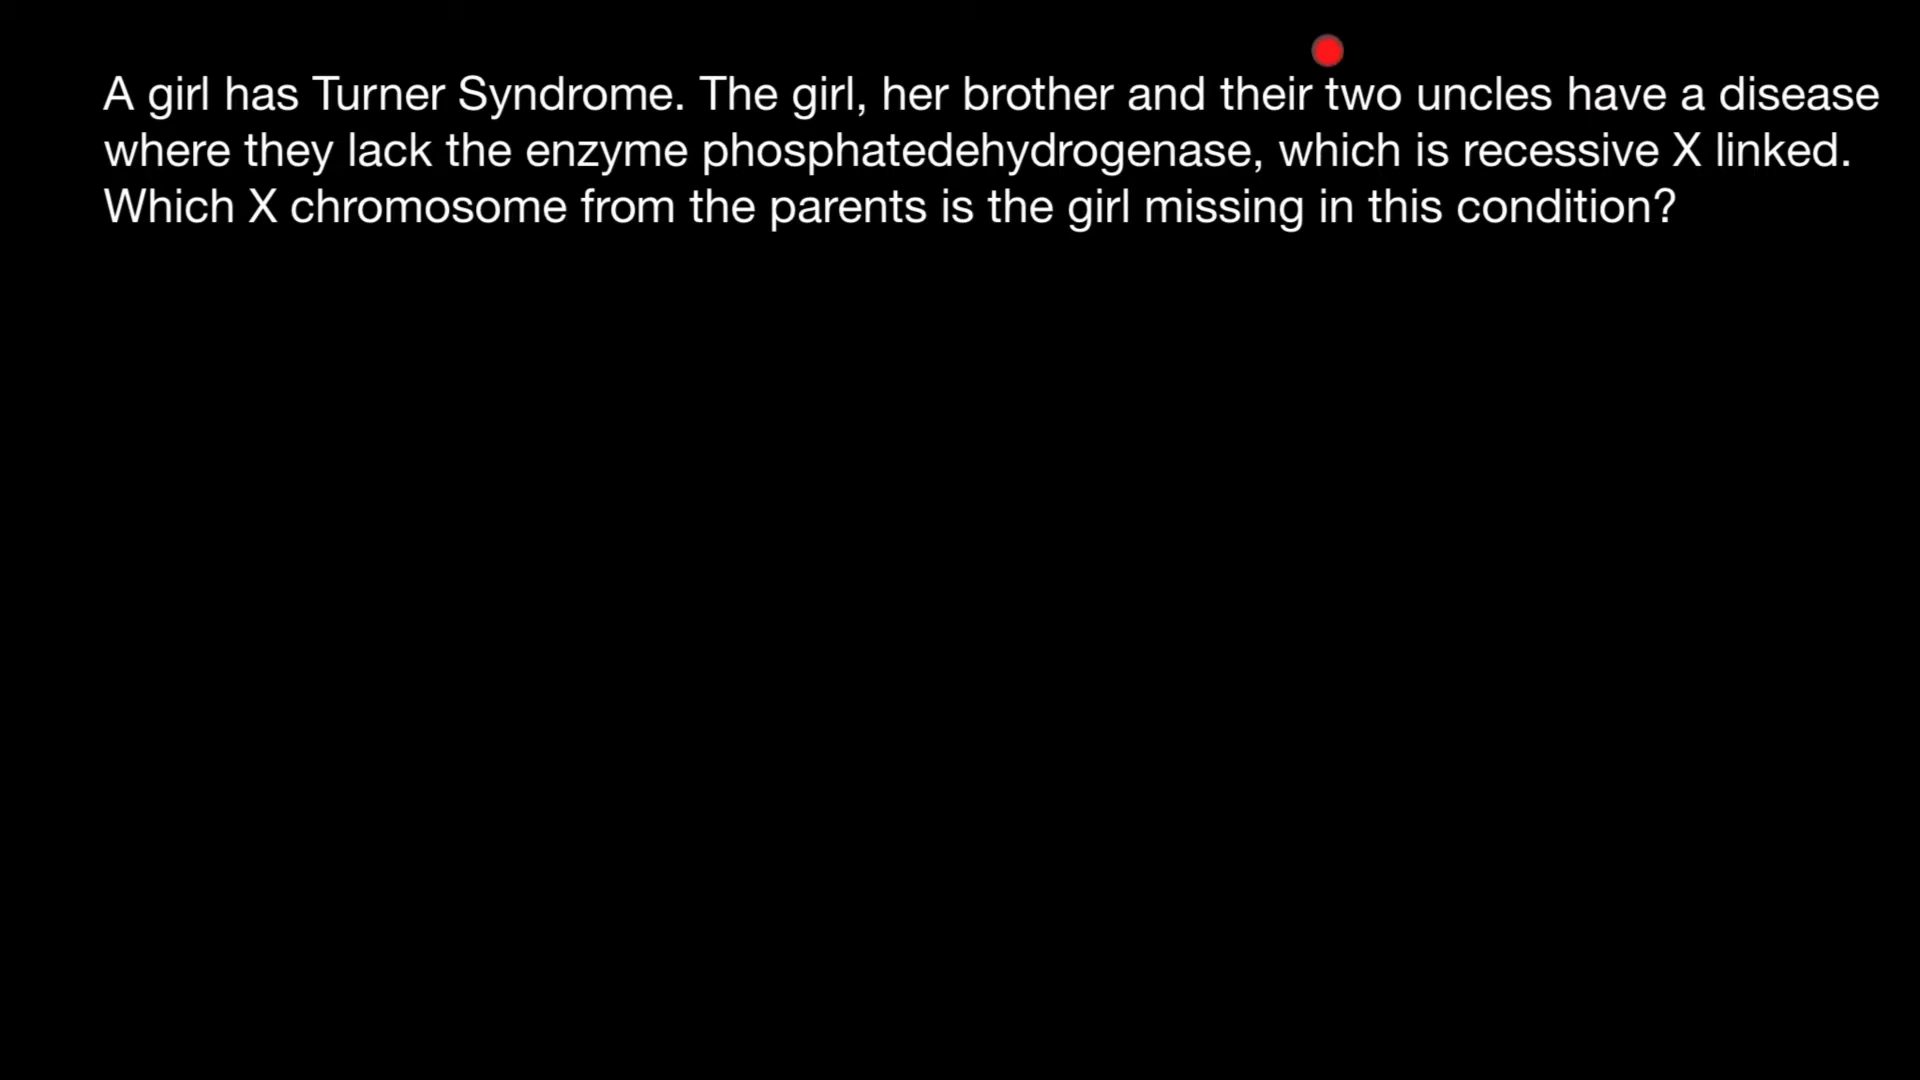 A girl has Turner Syndrome. The girl, her brother and their two uncles have a disease
where they lack the enzyme phosphatedehydrogenase, which is recessive X linked.
Which X chromosome from the parents is the girl missing in this condition?